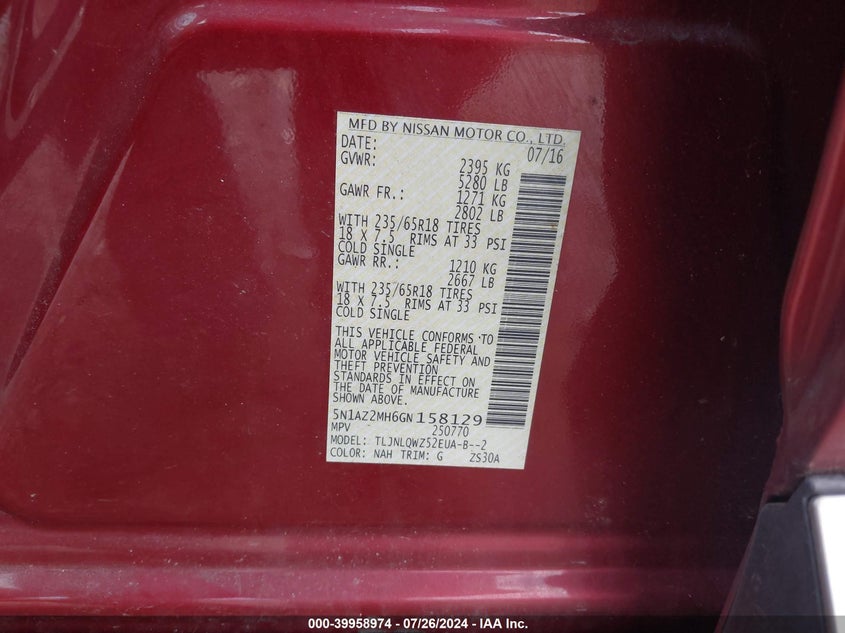 MFD BY NISSAN MOTOR CO., LTD.
DATE: 07/16
GVWR: 2395 KG
5280 LB
GAWR FR.: 1271 KG
2802 LB
WITH 235/65R18 TIRES
18 X 7.5 RIMS AT 33 PSI
COLD SINGLE
GAWR RR.: 1210 KG
2667 LB
WITH 235/65R18 TIRES
18 X 7.5 RIMS AT 33 PSI
COLD SINGLE
THIS VEHICLE CONFORMS TO
ALL APPLICABLE FEDERAL
MOTOR VEHICLE SAFETY AND
THEFT PREVENTION
STANDARDS IN EFFECT ON
THE DATE OF MANUFACTURE
SHOWN ABOVE.
5N1AZ2MH6GN158129
MPV 250770
MODEL: TLJNLQWZ52EUA-B--2
COLOR: NAH TRIM: G ZS30A
000-39958974 / 07/26/2024 - © IAA Inc.